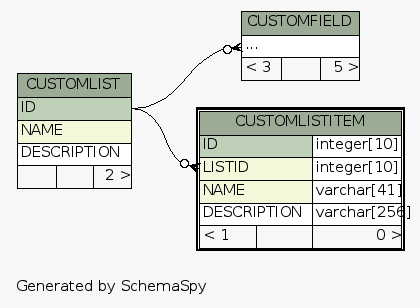 CUSTOMFIELD
...
< 3 5 >
CUSTOMLIST
ID
NAME
DESCRIPTION
2 >
CUSTOMLISTITEM
ID integer[10]
LISTID integer[10]
NAME varchar[41]
DESCRIPTION varchar[256]
< 1 0 >
Generated by SchemaSpy